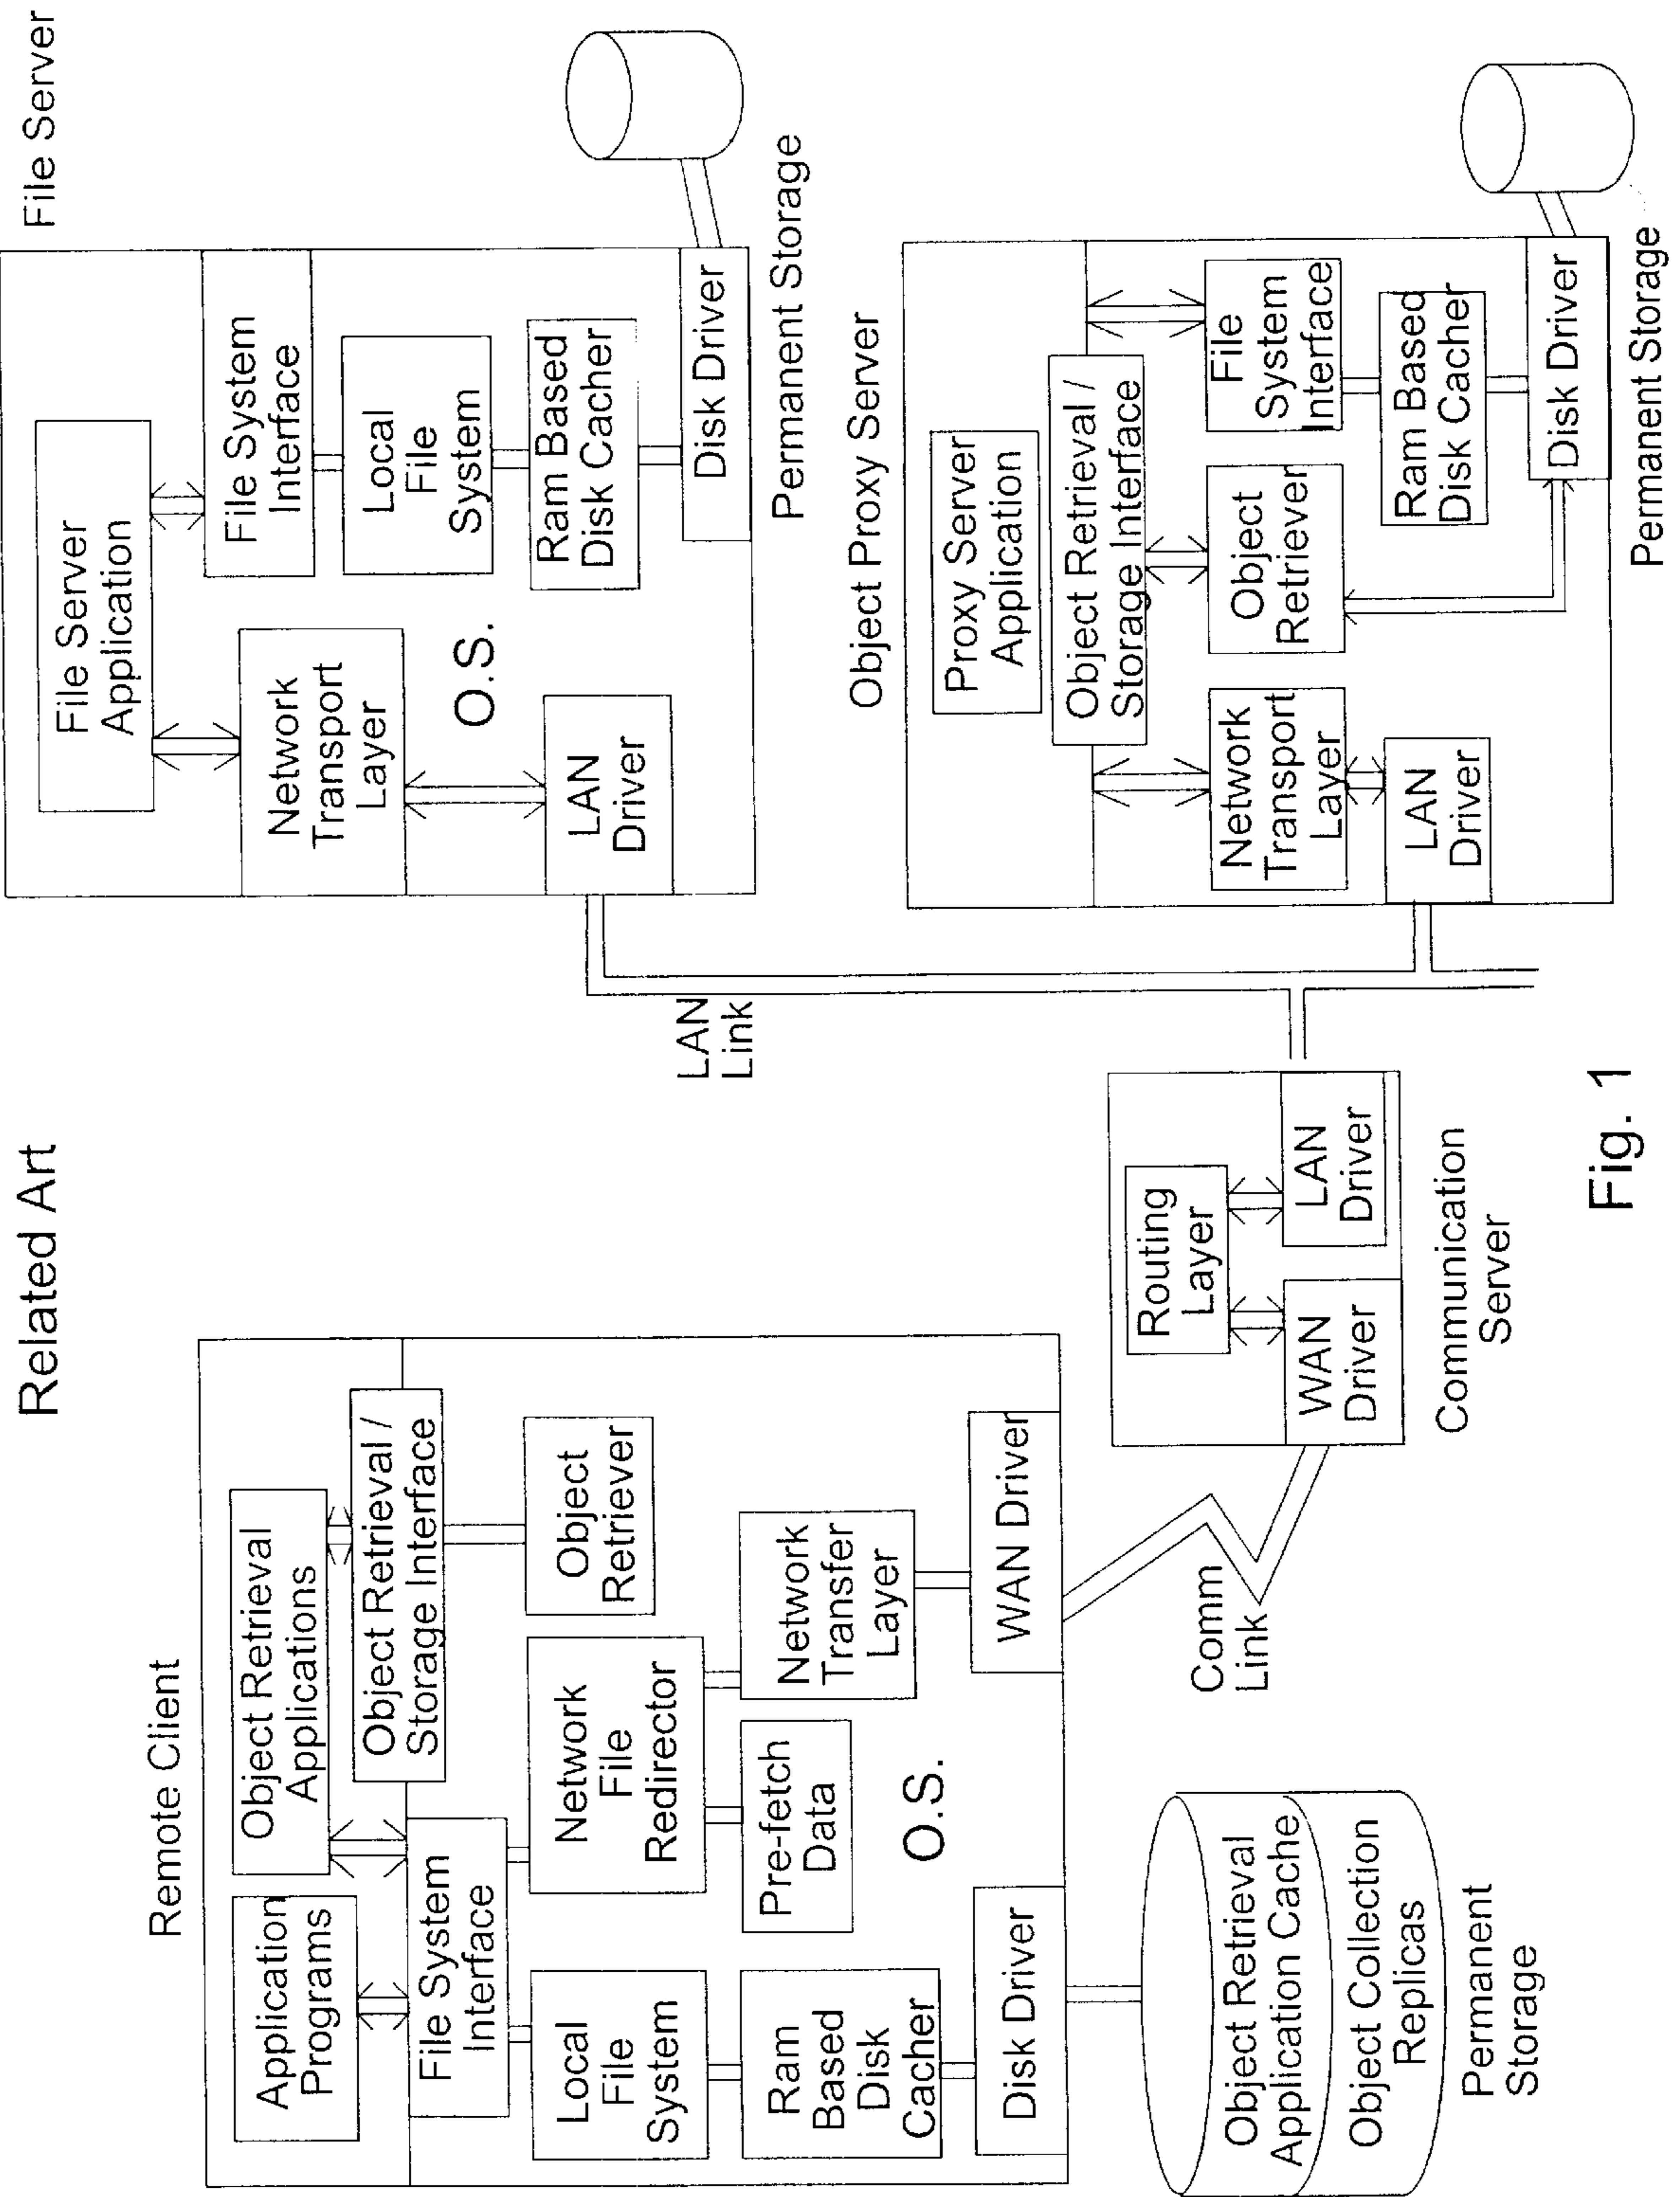 Related Art
Remote Client
Application
Programs
Object Retrieval
Applications
File System
Interface
Object Retrieval /
Storage Interface
Local
File
System
Network
File
Redirector
Object
Retriever
Ram
Based
Disk
Cacher
Pre-fetch
Data
Network
Transfer
Layer
O.S.
Disk Driver
WAN Driver
Object Retrieval
Application Cache
Object Collection
Replicas
Permanent
Storage
Comm
Link
Routing
Layer
WAN
Driver
LAN
Driver
Communication
Server
LAN
Link
File Server
File Server
Application
Network
Transport
Layer
File System
Interface
Local
File
System
O.S.
Ram Based
Disk Cacher
LAN
Driver
Disk Driver
Permanent Storage
Object Proxy Server
Proxy Server
Application
Object Retrieval /
Storage Interface
Network
Transport
Layer
Object
Retriever
File
System
Interface
Ram Based
Disk Cacher
LAN
Driver
Disk Driver
Permanent Storage
Fig. 1